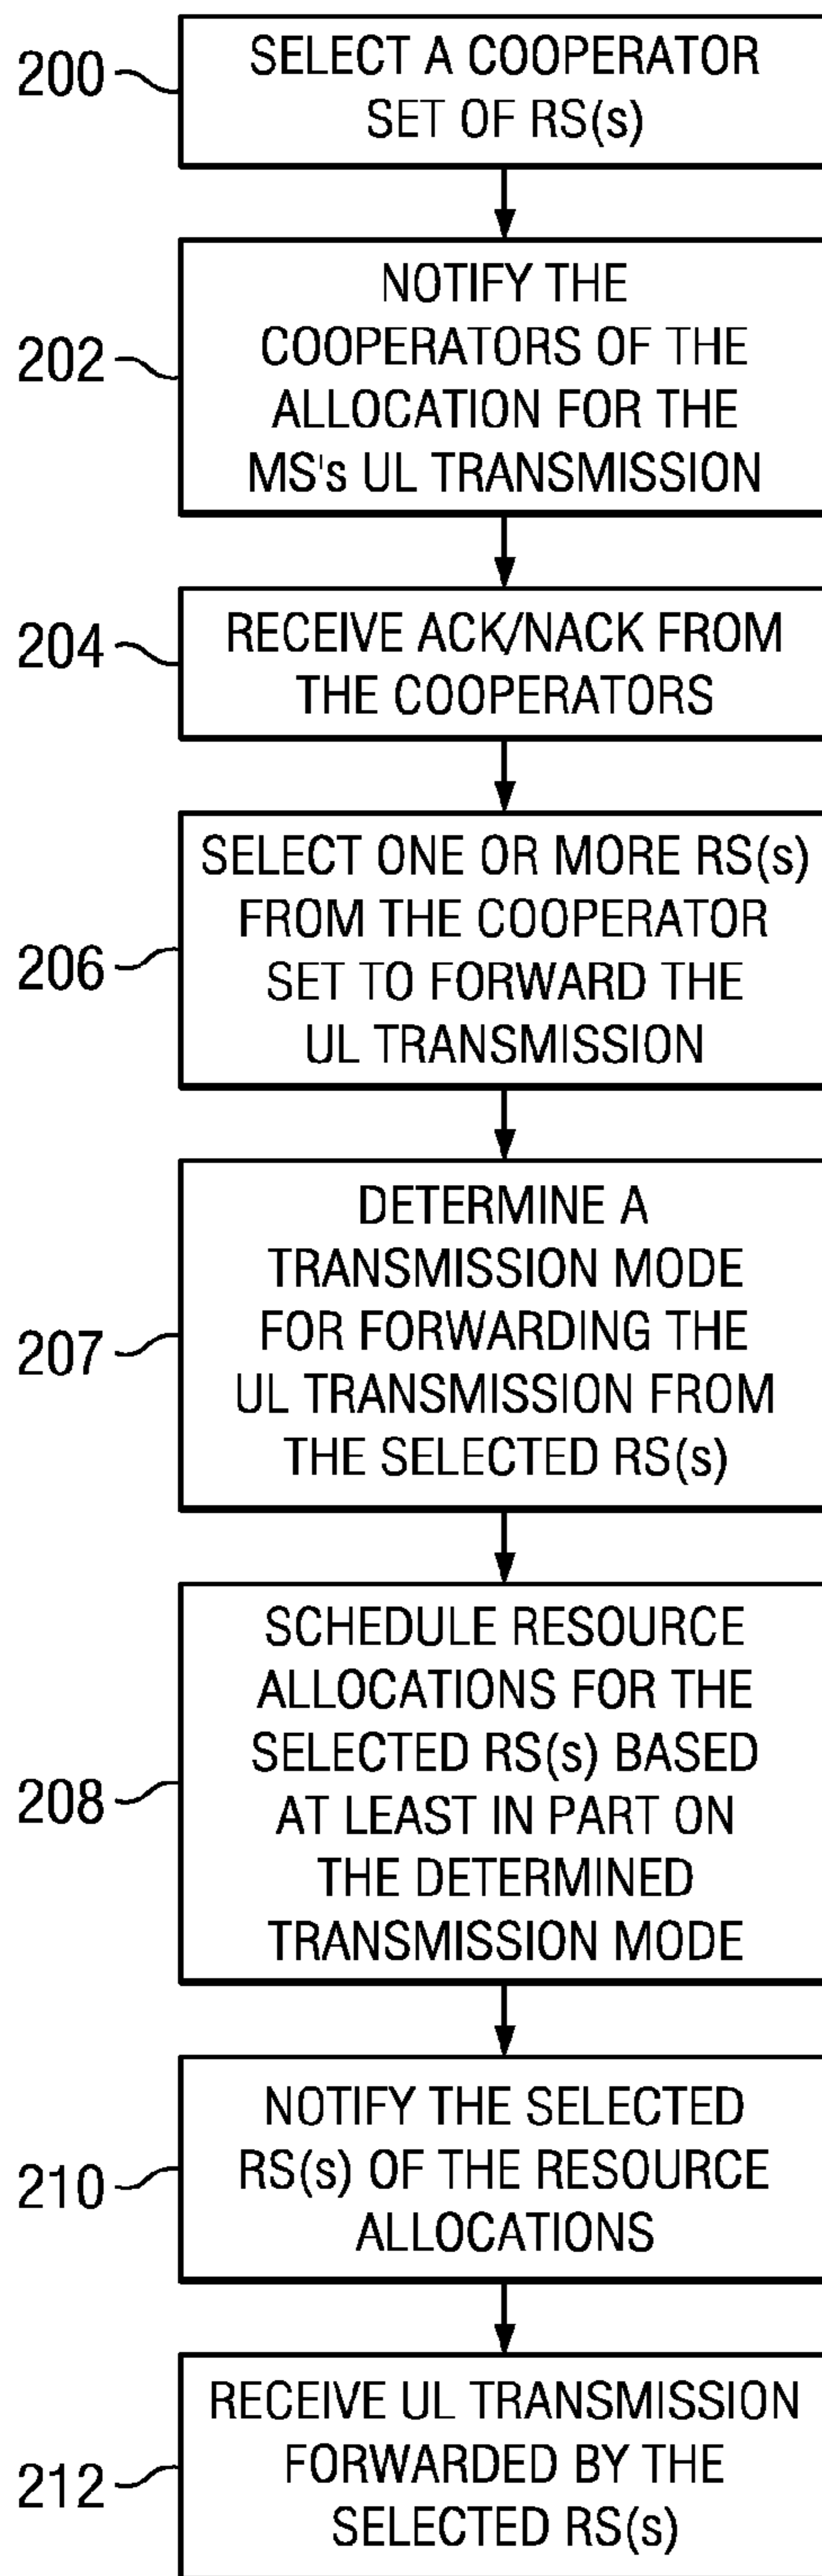 200
SELECT A COOPERATOR
SET OF RS(s)
202
NOTIFY THE
COOPERATORS OF THE
ALLOCATION FOR THE
MS's UL TRANSMISSION
204
RECEIVE ACK/NACK FROM
THE COOPERATORS
206
SELECT ONE OR MORE RS(s)
FROM THE COOPERATOR
SET TO FORWARD THE
UL TRANSMISSION
207
DETERMINE A
TRANSMISSION MODE
FOR FORWARDING THE
UL TRANSMISSION FROM
THE SELECTED RS(s)
208
SCHEDULE RESOURCE
ALLOCATIONS FOR THE
SELECTED RS(s) BASED
AT LEAST IN PART ON
THE DETERMINED
TRANSMISSION MODE
210
NOTIFY THE SELECTED
RS(s) OF THE RESOURCE
ALLOCATIONS
212
RECEIVE UL TRANSMISSION
FORWARDED BY THE
SELECTED RS(s)